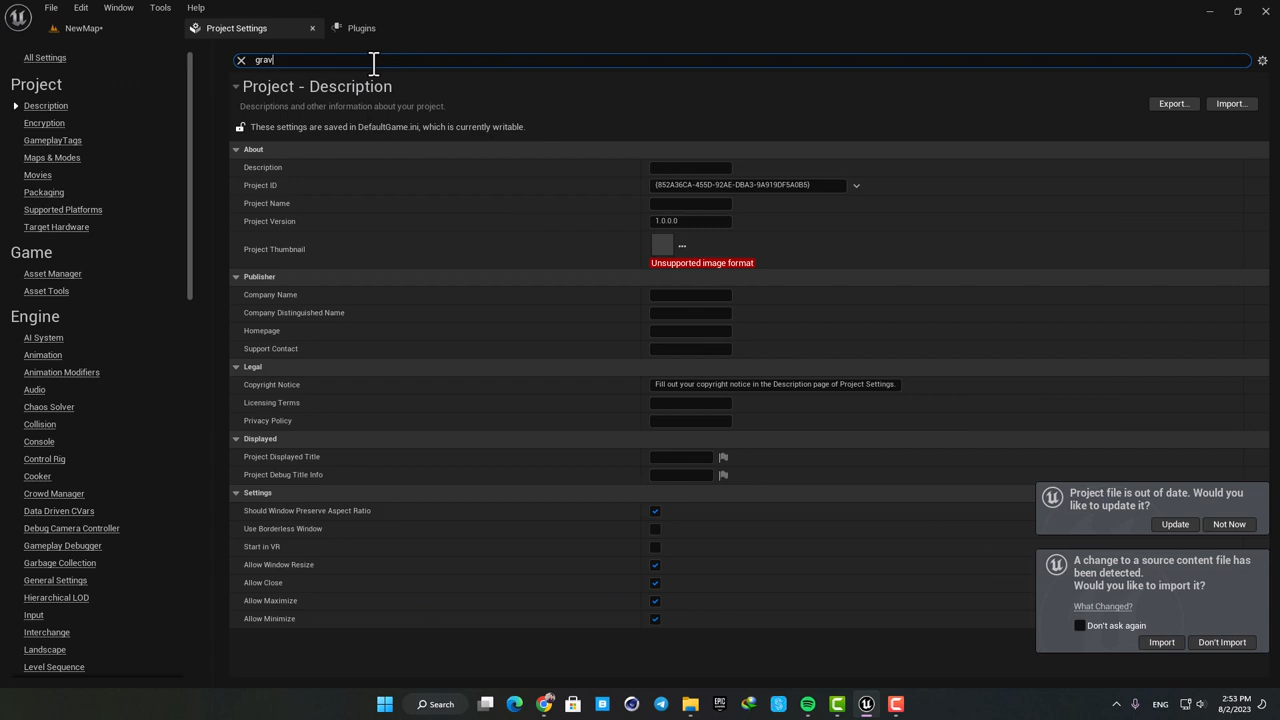 File Edit Window Tools Help
NewMap* Project Settings Plugins
grav
All Settings
Project
Description
Encryption
GameplayTags
Maps & Modes
Movies
Packaging
Supported Platforms
Target Hardware
Game
Asset Manager
Asset Tools
Engine
AI System
Animation
Animation Modifiers
Audio
Chaos Solver
Collision
Console
Control Rig
Cooker
Crowd Manager
Data Driven CVars
Debug Camera Controller
Gameplay Debugger
Garbage Collection
General Settings
Hierarchical LOD
Input
Interchange
Landscape
Level Sequence
Project - Description
Descriptions and other information about your project.
Export... Import...
These settings are saved in DefaultGame.ini, which is currently writable.
About
Description
Project ID {852A36CA-455D-92AE-DBA3-9A919DF5A0B5}
Project Name
Project Version 1.0.0.0
Project Thumbnail ...
Unsupported image format
Publisher
Company Name
Company Distinguished Name
Homepage
Support Contact
Legal
Copyright Notice Fill out your copyright notice in the Description page of Project Settings.
Licensing Terms
Privacy Policy
Displayed
Project Displayed Title
Project Debug Title Info
Settings
Should Window Preserve Aspect Ratio
Use Borderless Window
Start in VR
Allow Window Resize
Allow Close
Allow Maximize
Allow Minimize
Project file is out of date. Would you
like to update it?
Update Not Now
A change to a source content file has
been detected.
Would you like to import it?
What Changed?
Don't ask again
Import Don't Import
Search
EPIC
ENG
2:53 PM
8/2/2023